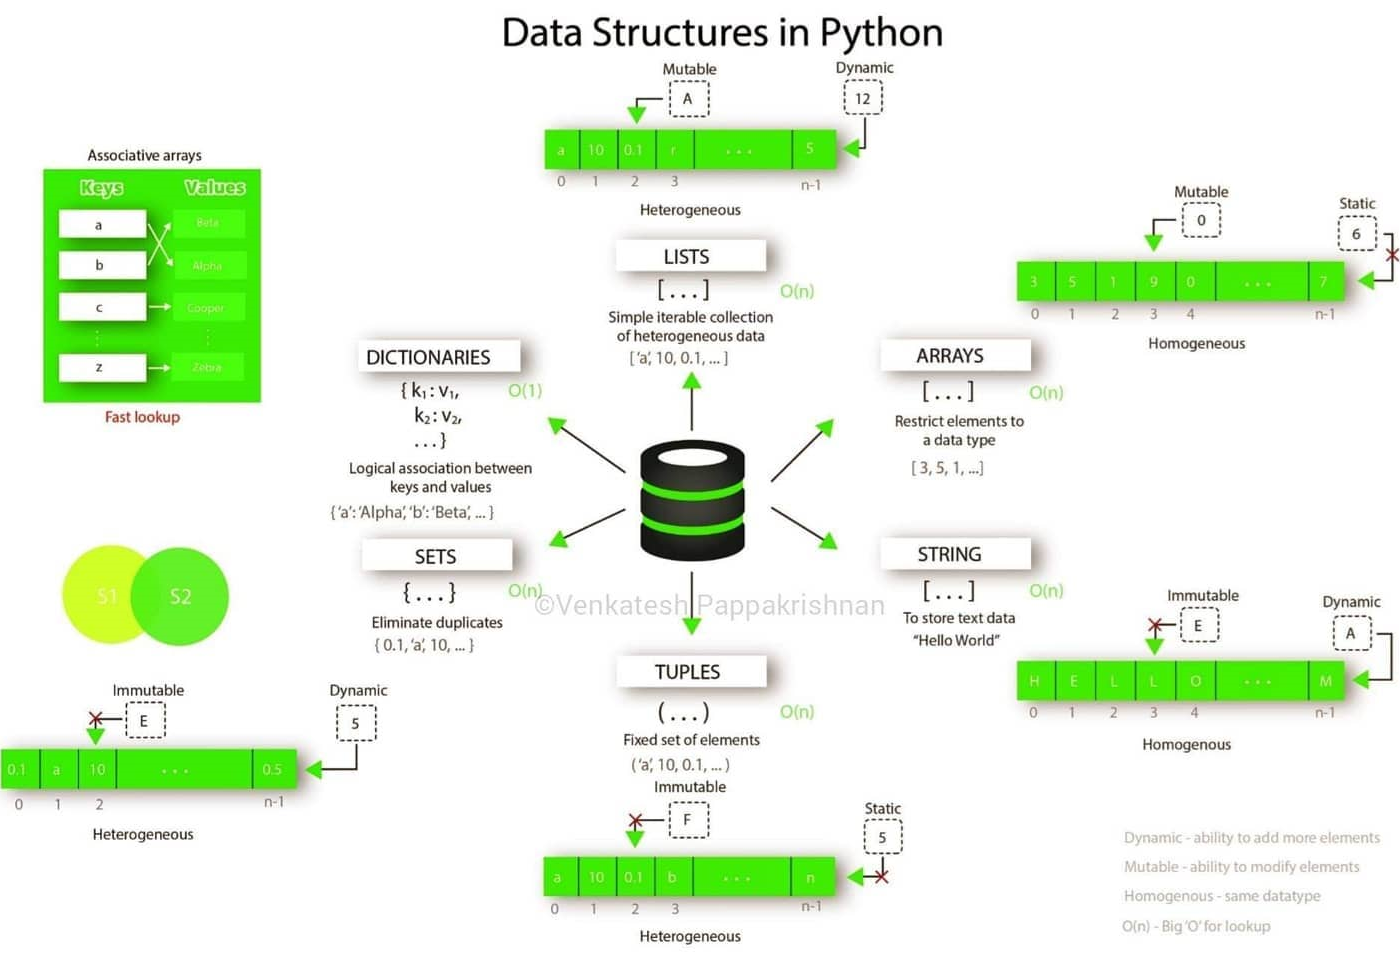 Data Structures in Python
Mutable
A
Dynamic
12
a 10 0.1 r ... 5
0 1 2 3 n-1
Heterogeneous
LISTS
[...]
O(n)
Simple iterable collection
of heterogeneous data
['a', 10, 0.1, ... ]
Associative arrays
Keys Values
a Beta
b Alpha
c Cooper
z Zebra
Fast lookup
DICTIONARIES
{ k₁ : v₁,
k₂ : v₂,
... }
O(1)
Logical association between
keys and values
{ 'a': 'Alpha', 'b': 'Beta', ... }
Mutable
0
Static
6
3 5 1 9 0 ... 7
0 1 2 3 4 n-1
Homogeneous
ARRAYS
[...]
O(n)
Restrict elements to
a data type
[ 3, 5, 1, ...]
SETS
{...}
O(n)
Eliminate duplicates
{ 0.1, 'a', 10, ... }
S1 S2
Immutable
E
Dynamic
5
0.1 a 10 ... 0.5
0 1 2 n-1
Heterogeneous
©Venkatesh Pappakrishnan
STRING
[...]
O(n)
To store text data
“Hello World”
Immutable
E
Dynamic
A
H E L L O ... M
0 1 2 3 4 n-1
Homogenous
TUPLES
(...)
O(n)
Fixed set of elements
('a', 10, 0.1, ... )
Immutable
F
Static
5
a 10 0.1 b ... n
0 1 2 3 n-1
Heterogeneous
Dynamic - ability to add more elements
Mutable - ability to modify elements
Homogenous - same datatype
O(n) - Big 'O' for lookup